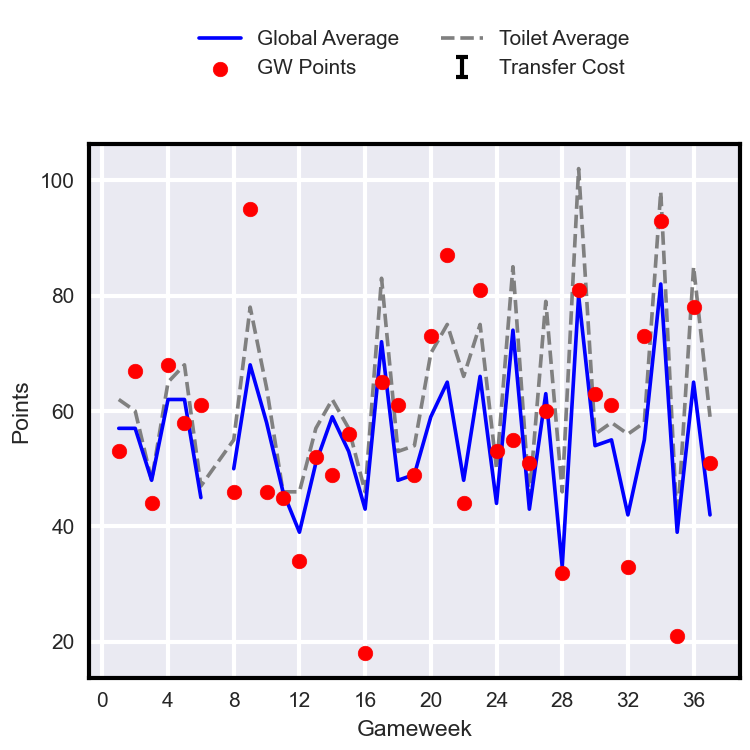 Global Average
Toilet Average
GW Points
Transfer Cost
100
80
60
40
20
Points
0 4 8 12 16 20 24 28 32 36
Gameweek